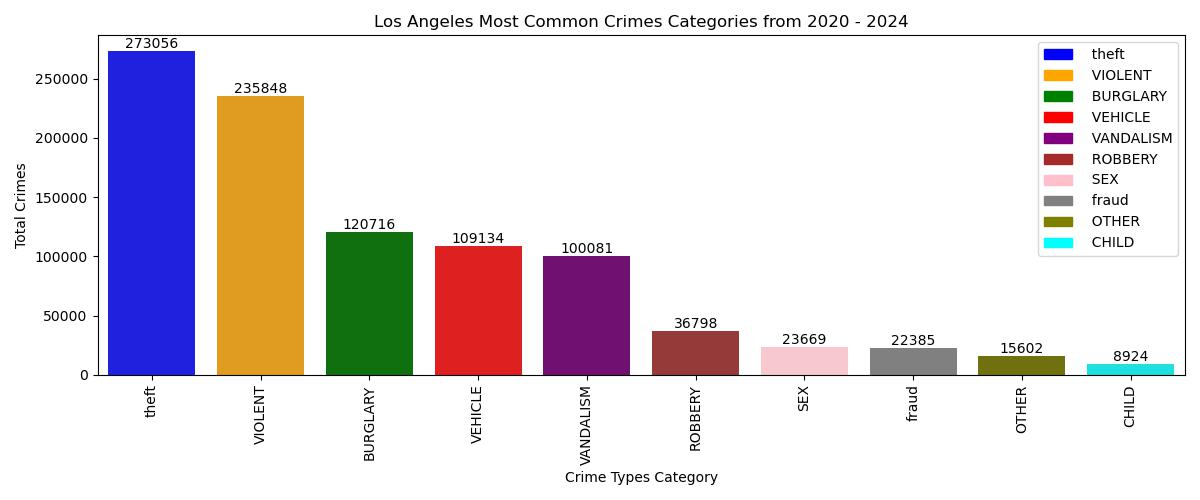 Los Angeles Most Common Crimes Categories from 2020 - 2024
273056
235848
120716
109134
100081
36798
23669
22385
15602
8924
theft
VIOLENT
BURGLARY
VEHICLE
VANDALISM
ROBBERY
SEX
fraud
OTHER
CHILD
Total Crimes
250000
200000
150000
100000
50000
0
theft
VIOLENT
BURGLARY
VEHICLE
VANDALISM
ROBBERY
SEX
fraud
OTHER
CHILD
Crime Types Category